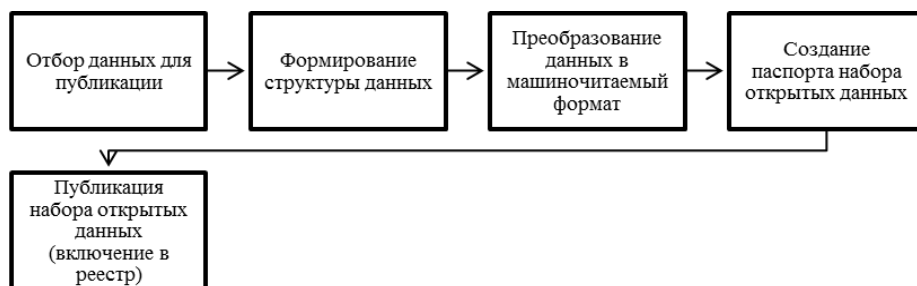 Отбор данных для
публикации
Формирование
структуры данных
Преобразование
данных в
машиночитаемый
формат
Создание
паспорта набора
открытых данных
Публикация
набора открытых
данных
(включение в
реестр)